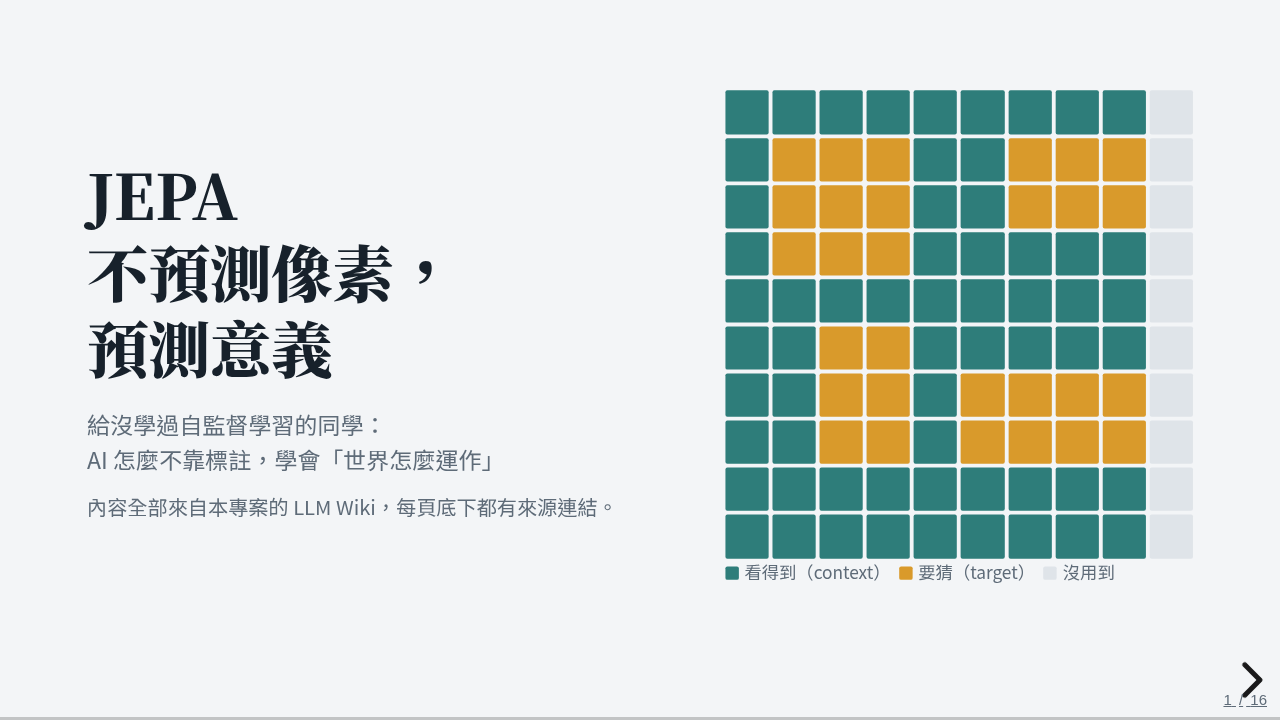 JEPA
不預測像素，
預測意義
給沒學過自監督學習的同學：
AI 怎麼不靠標註，學會「世界怎麼運作」
內容全部來自本專案的 LLM Wiki，每頁底下都有來源連結。
看得到（context） 要猜（target） 沒用到
1 / 16